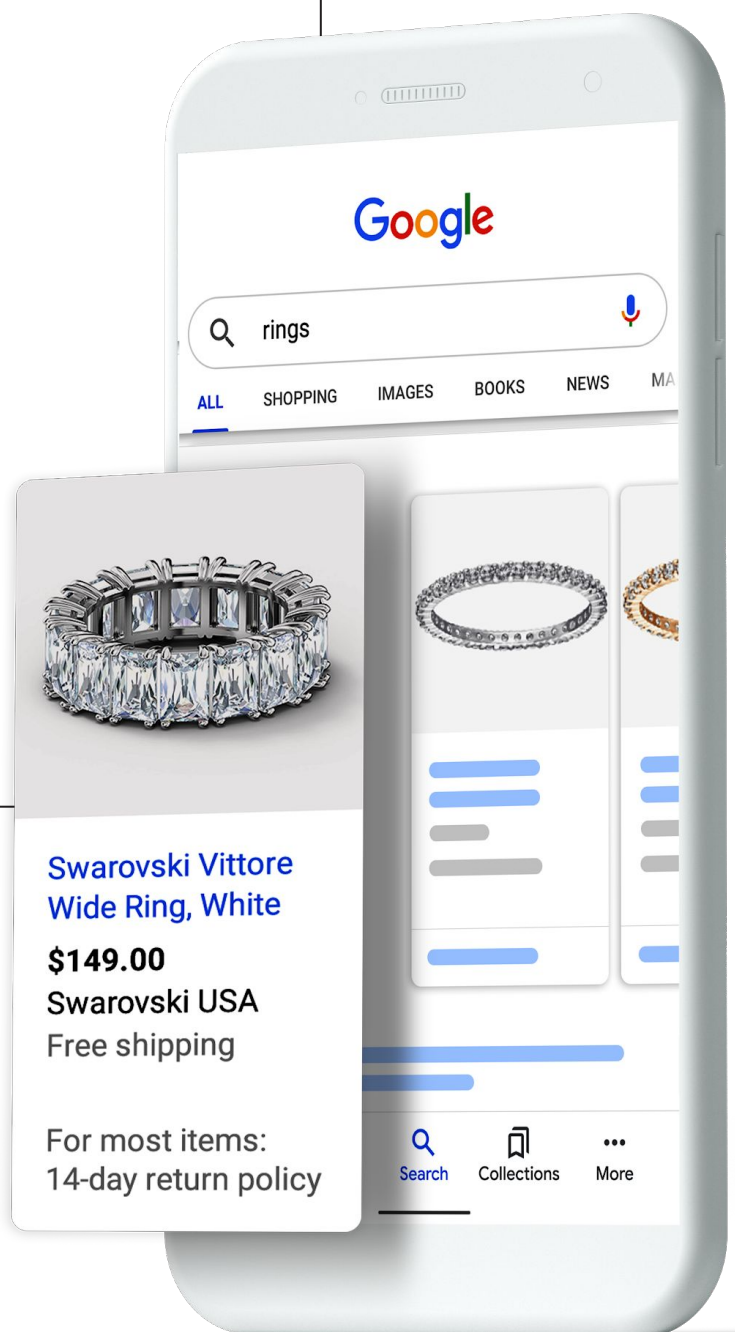 Google
rings
ALL SHOPPING IMAGES BOOKS NEWS MA
Swarovski Vittore
Wide Ring, White
$149.00
Swarovski USA
Free shipping
For most items:
14-day return policy
Search Collections More